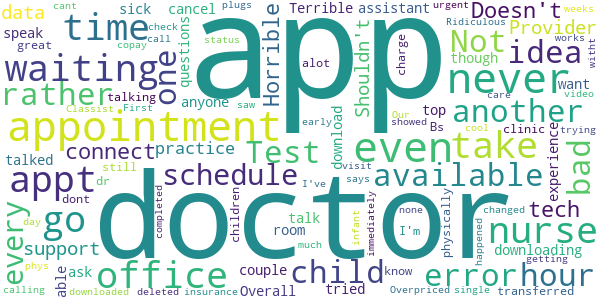 data
time
sick
cancel
assistant
plugs
Terrible
check
cant
weeks
urgent
Doesn't
Provider
speak
great
copay
call
status
questions
Horrible
app
alot
charge
Shouldn't
Not
idea
Ridiculous
works
witht
waiting
one
though
want
rather
talking
anyone
saw
never
another
Classist
First
early
Our
showed
top
Bs
care
video
trying
appointment
practice
Test
download
even
take
cool
clinic
experience
bad
connect
talked
still
dr
visit
says
appt
schedule
available
tech
dont
completed
children
I've
none
I'm
physically
changed
happened
every
day
go
doctor
nurse
support
able
ask
office
room
talk
much
infant
immediately
downloading
getting
phys
couple
child
know
error
hour
calling
downloaded
deleted
insurance
Overall
tried
Overpriced
single
transferred